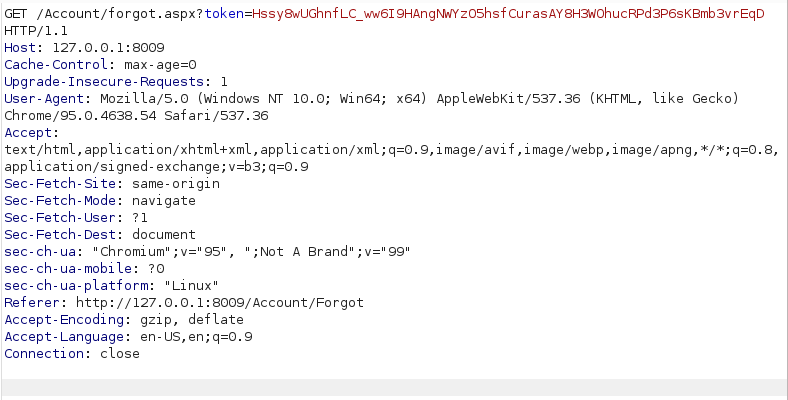 GET /Account/forgot.aspx?token=Hssy8wUGhnfLC_ww6I9HAngNWYzO5hsfCurasAY8H3WOhucRPd3P6sKBmb3vrEqD
HTTP/1.1
Host: 127.0.0.1:8009
Cache-Control: max-age=0
Upgrade-Insecure-Requests: 1
User-Agent: Mozilla/5.0 (Windows NT 10.0; Win64; x64) AppleWebKit/537.36 (KHTML, like Gecko)
Chrome/95.0.4638.54 Safari/537.36
Accept:
text/html,application/xhtml+xml,application/xml;q=0.9,image/avif,image/webp,image/apng,*/*;q=0.8,
application/signed-exchange;v=b3;q=0.9
Sec-Fetch-Site: same-origin
Sec-Fetch-Mode: navigate
Sec-Fetch-User: ?1
Sec-Fetch-Dest: document
sec-ch-ua: "Chromium";v="95", ";Not A Brand";v="99"
sec-ch-ua-mobile: ?0
sec-ch-ua-platform: "Linux"
Referer: http://127.0.0.1:8009/Account/Forgot
Accept-Encoding: gzip, deflate
Accept-Language: en-US,en;q=0.9
Connection: close